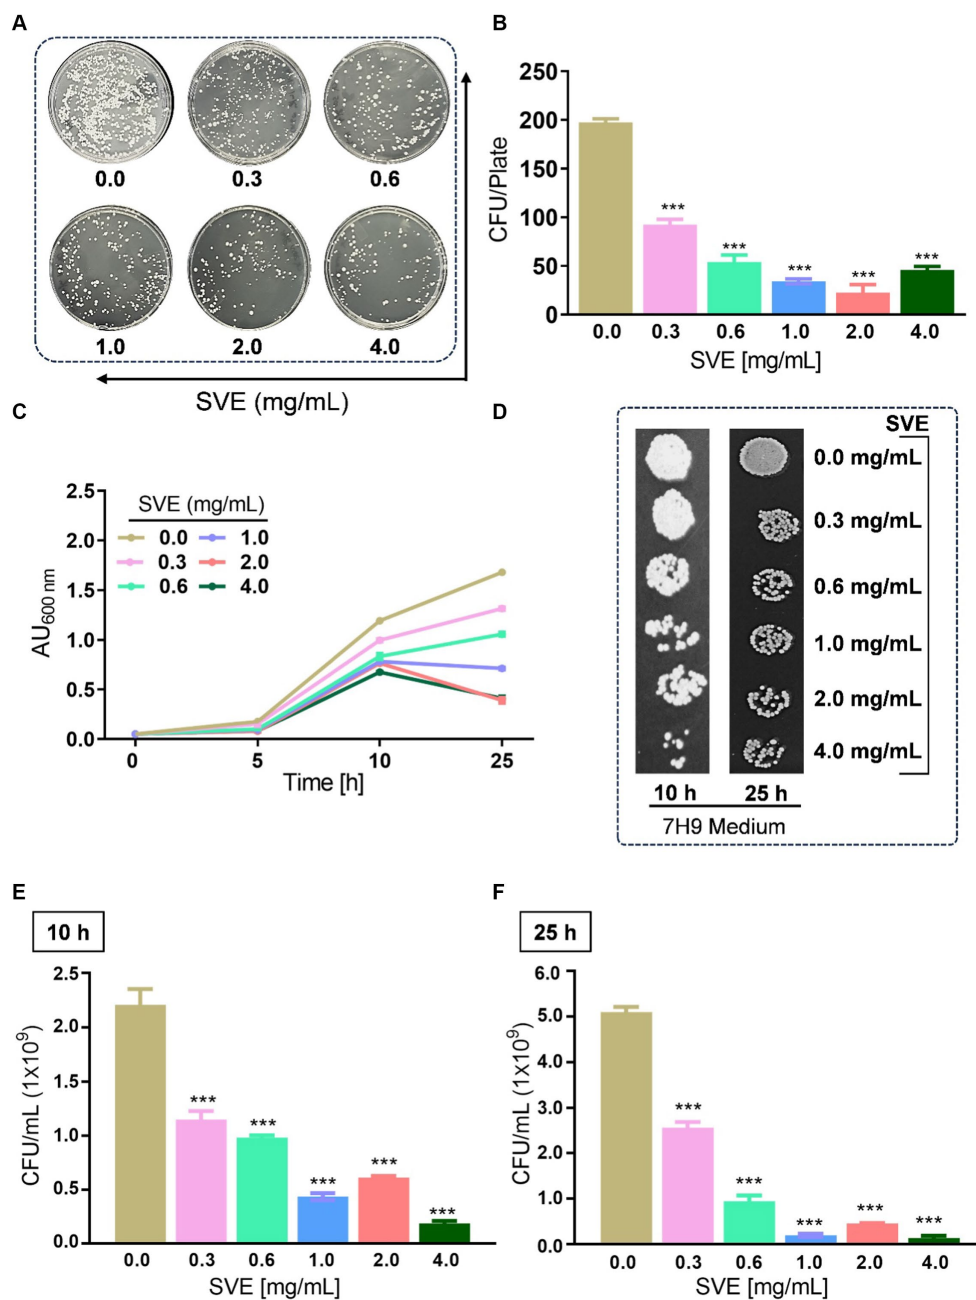 A
0.0 0.3 0.6
1.0 2.0 4.0
SVE (mg/mL)
B
250
200
150
100
50
0
CFU/Plate
*** *** *** *** ***
0.0 0.3 0.6 1.0 2.0 4.0
SVE [mg/mL]
C
2.5
2.0
1.5
1.0
0.5
0.0
AU600 nm
SVE (mg/mL)
0.0 1.0
0.3 2.0
0.6 4.0
0 5 10 25
Time [h]
D
SVE
0.0 mg/mL
0.3 mg/mL
0.6 mg/mL
1.0 mg/mL
2.0 mg/mL
4.0 mg/mL
10 h 25 h
7H9 Medium
E
10 h
2.5
2.0
1.5
1.0
0.5
0.0
CFU/mL (1x10⁹)
*** *** *** *** ***
0.0 0.3 0.6 1.0 2.0 4.0
SVE [mg/mL]
F
25 h
6.0
5.0
4.0
3.0
2.0
1.0
0.0
CFU/mL (1x10⁹)
*** *** *** *** ***
0.0 0.3 0.6 1.0 2.0 4.0
SVE [mg/mL]